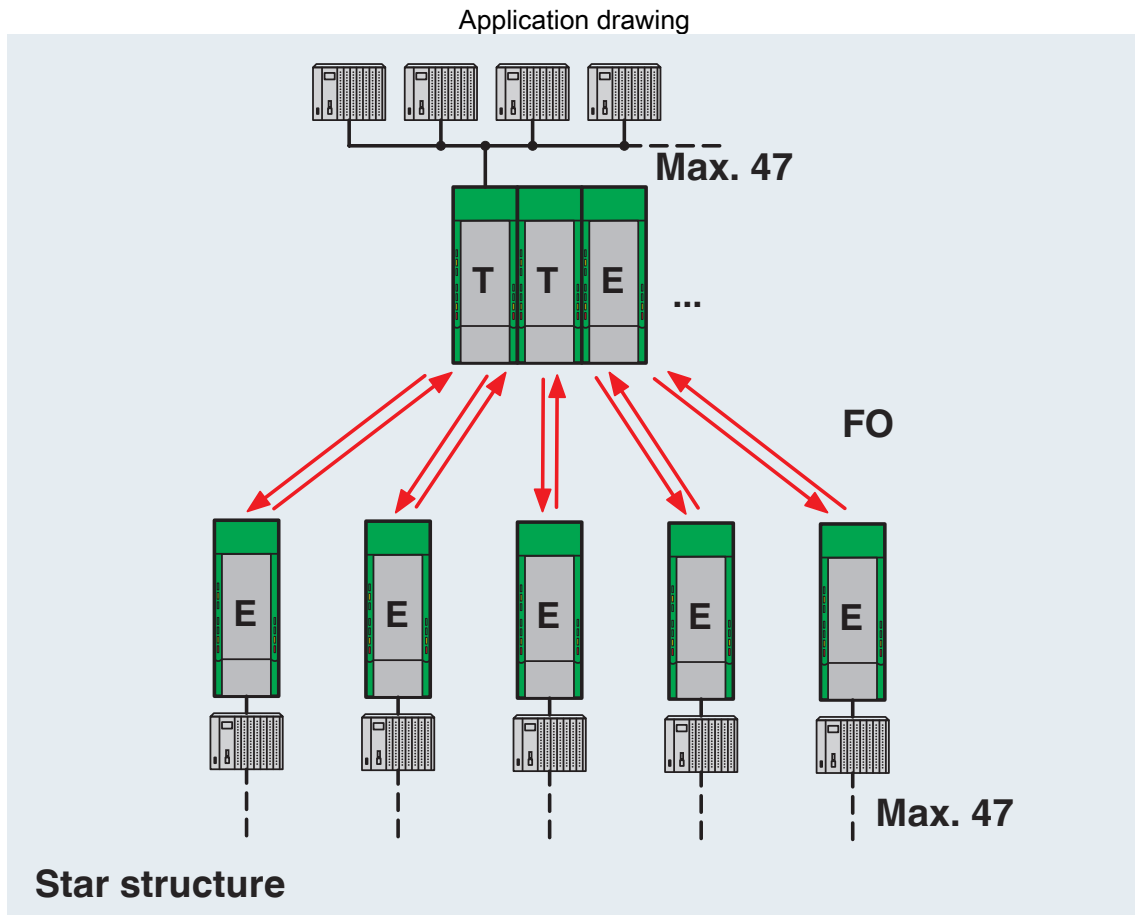 Application drawing
Max. 47
T T E ...
FO
E E E E E
Max. 47
Star structure